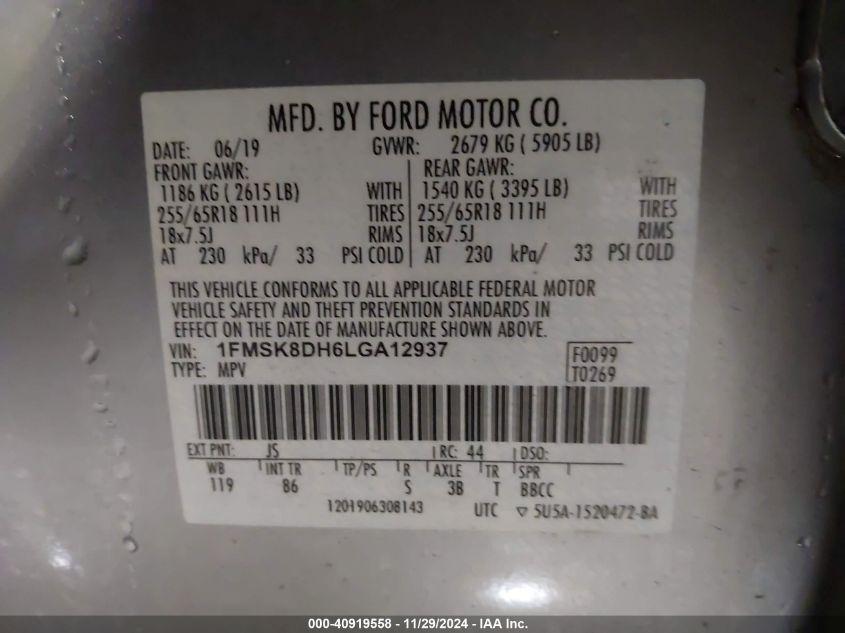 MFD. BY FORD MOTOR CO.
DATE: 06/19 GVWR: 2679 KG ( 5905 LB)
FRONT GAWR: REAR GAWR:
1186 KG ( 2615 LB) WITH 1540 KG ( 3395 LB) WITH
255/65R18 111H TIRES 255/65R18 111H TIRES
18x7.5J RIMS 18x7.5J RIMS
AT 230 kPa/ 33 PSI COLD AT 230 kPa/ 33 PSI COLD
THIS VEHICLE CONFORMS TO ALL APPLICABLE FEDERAL MOTOR
VEHICLE SAFETY AND THEFT PREVENTION STANDARDS IN
EFFECT ON THE DATE OF MANUFACTURE SHOWN ABOVE.
VIN: 1FMSK8DH6LGA12937 F0099
TYPE: MPV T0269
EXT PNT: JS RC: 44 DSO:
WB INT TR TP/PS R AXLE TR SPR
119 86 S 3B T BBCC
1201906308143 UTC ▽ 5U5A-1520472-BA
000-40919558 - 11/29/2024 - IAA Inc.